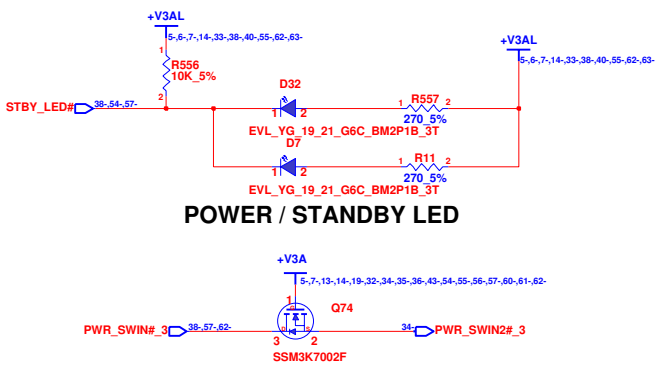 +V3AL
5-,6-,7-,14-,33-,38-,40-,55-,62-,63-
1
R556
10K_5%
2
STBY_LED#
38-,54-,57-
D32
1
2
EVL_YG_19_21_G6C_BM2P1B_3T
1
R557
2
270_5%
+V3AL
5-,6-,7-,14-,33-,38-,40-,55-,62-,63-
D7
1
2
EVL_YG_19_21_G6C_BM2P1B_3T
1
R11
2
270_5%
POWER / STANDBY LED
+V3A
5-,7-,13-,14-,19-,32-,34-,35-,36-,43-,54-,55-,56-,57-,60-,61-,62-
1
G
Q74
PWR_SWIN#_3
38-,57-,62-
D
S
3
2
SSM3K7002F
34-
PWR_SWIN2#_3